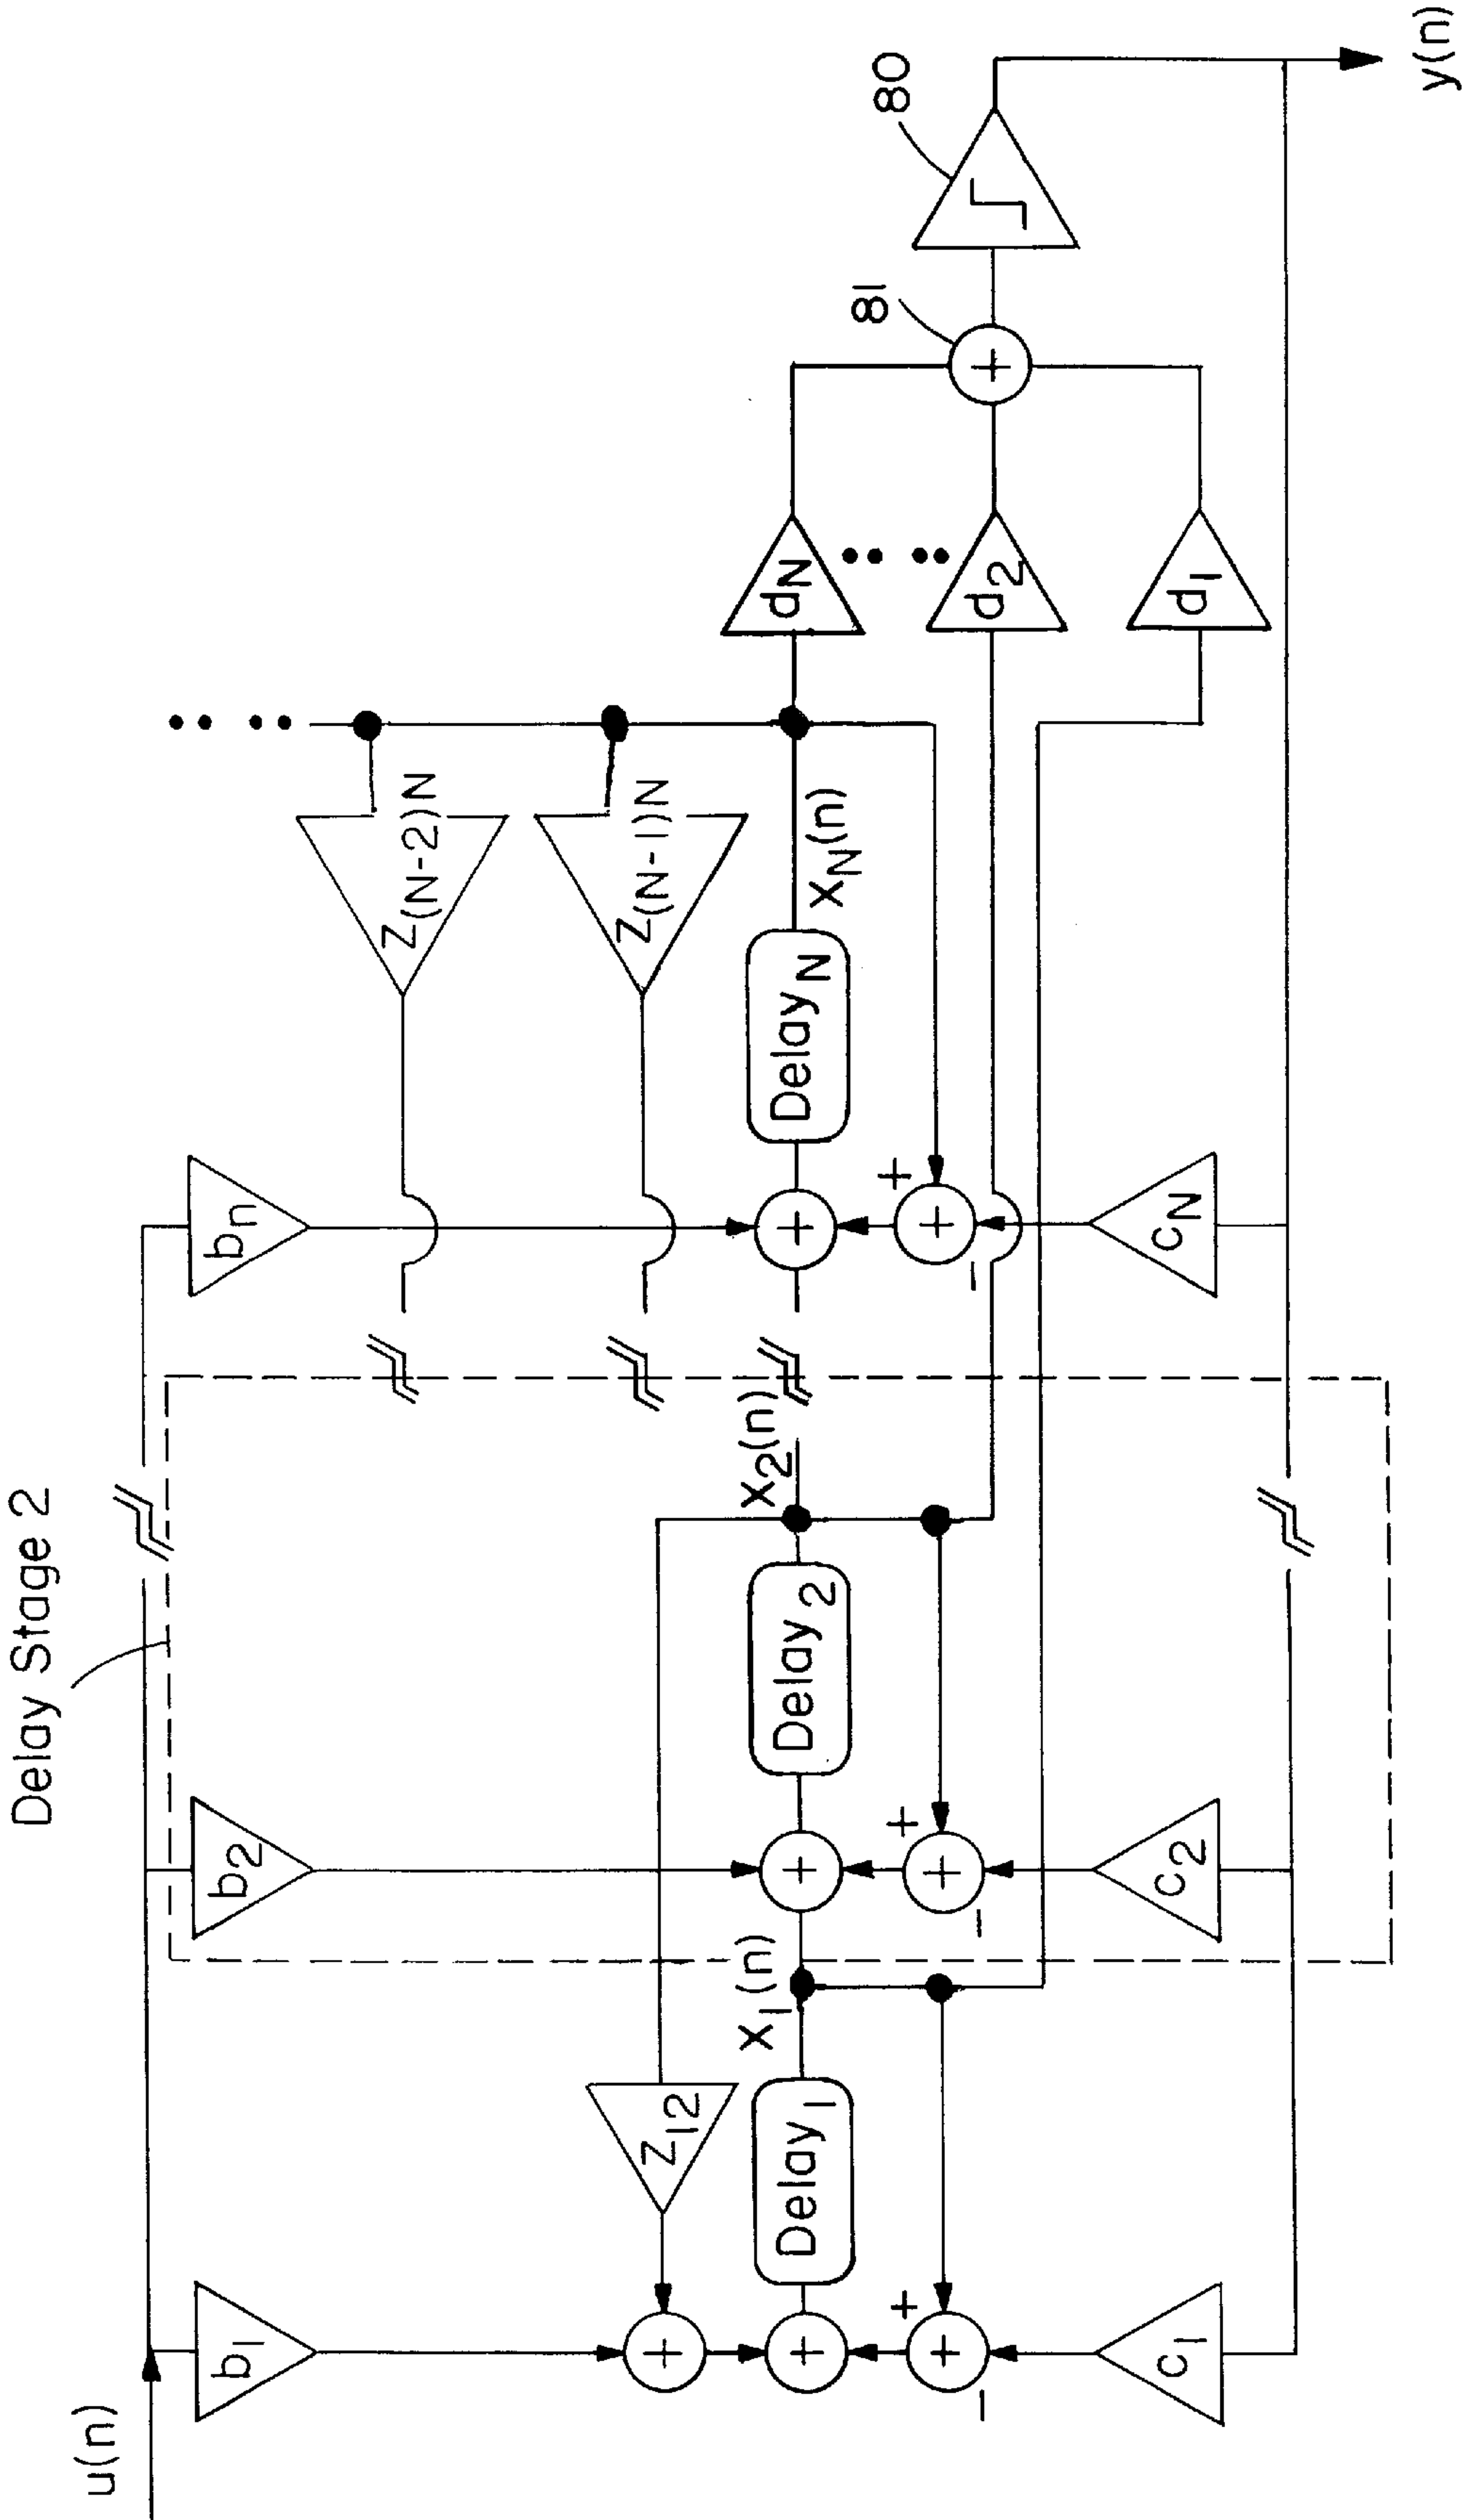 Delay Stage 2
u(n)
b1
b2
bn
Z(N-2)N
Z(N-1)N
Z12
x1(n)
x2(n)
xN(n)
Delay1
Delay2
DelayN
+
+
+
+
+
+
+
+
+
+
+
-
-
-
c1
c2
cN
dN
d2
d1
81
80
y(n)